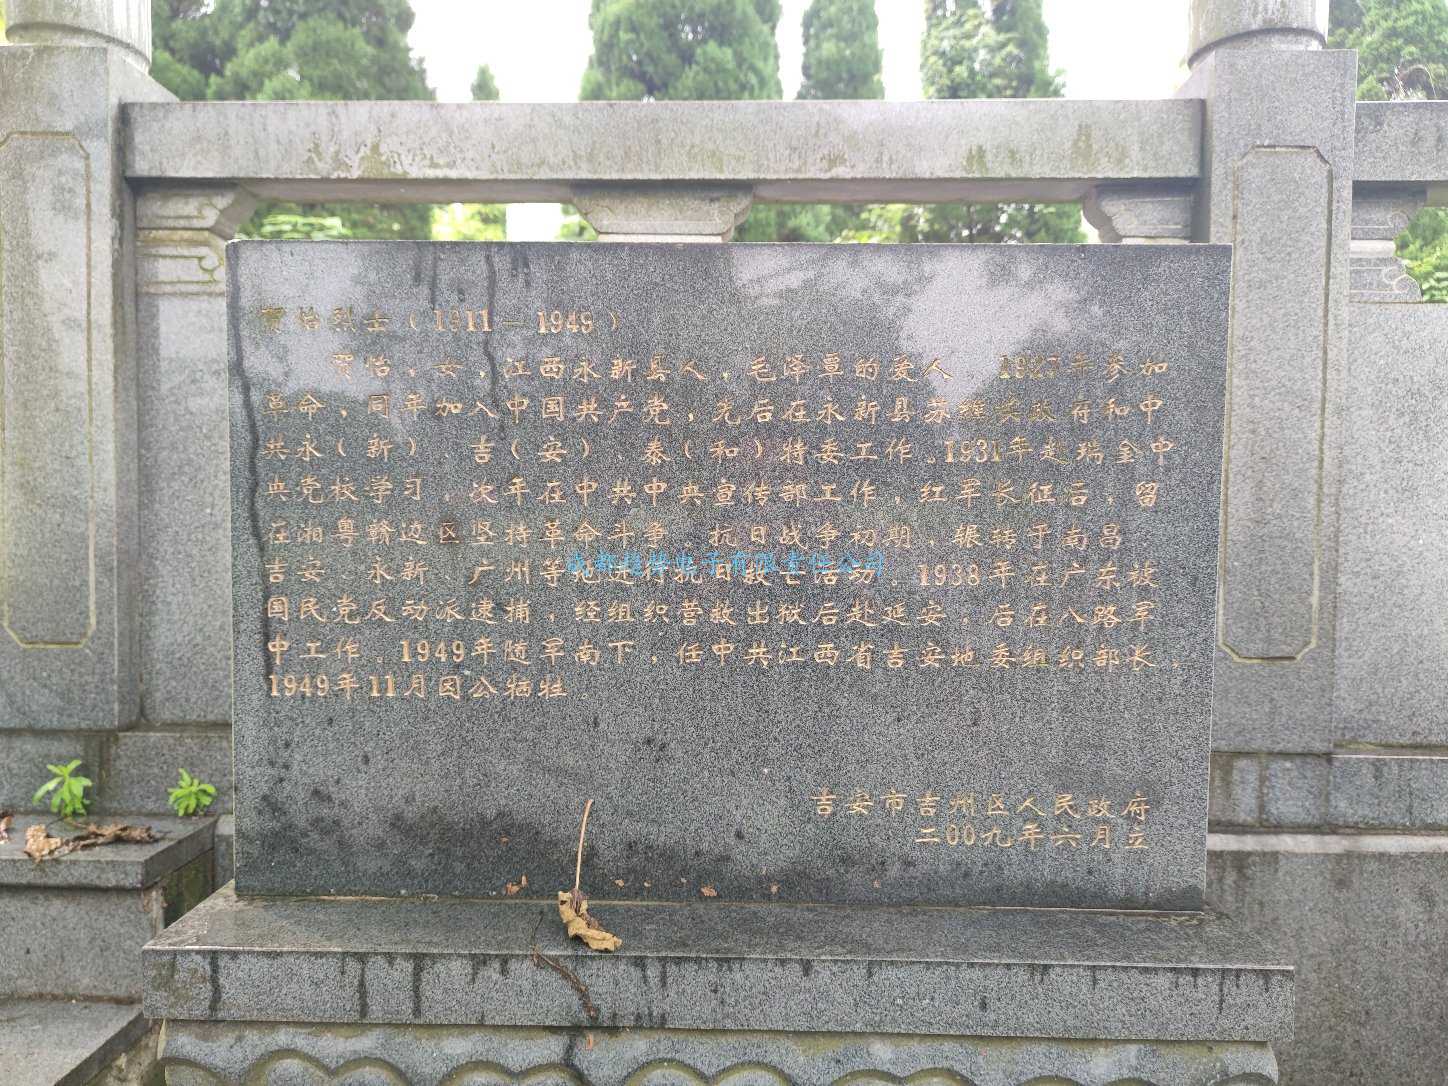 贾怡烈士（1911—1949）
贾怡，女，江西永新县人，毛泽覃的爱人。1927年参加
革命，同年加入中国共产党，先后在永新县苏维埃政府和中
共永（新）、吉（安）、泰（和）特委工作。1931年赴瑞金中
央党校学习，次年在中共中央宣传部工作，红军长征后，留
在湘粤赣边区坚持革命斗争。抗日战争初期，辗转于南昌
吉安、永新、广州等地进行抗日救亡活动。1938年在广东被
国民党反动派逮捕，经组织营救出狱后赴延安，后在八路军
中工作。1949年随军南下，任中共江西省吉安地委组织部长，
1949年11月因公牺牲。
吉安市吉州区人民政府
二00九年六月立
电子有限责任公司